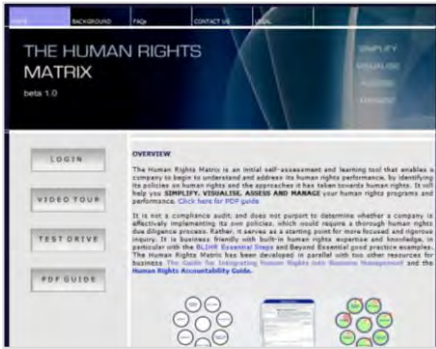 HOME BACKGROUND FAQs CONTACT US LEGAL
THE HUMAN RIGHTS
MATRIX
beta 1.0
SIMPLIFY
VISUALISE
ASSESS
MANAGE
LOGIN
VIDEO TOUR
TEST DRIVE
PDF GUIDE
OVERVIEW
The Human Rights Matrix is an initial self-assessment and learning tool that enables a
company to begin to understand and address its human rights performance, by identifying
its policies on human rights and the approaches it has taken towards human rights. It will
help you SIMPLIFY, VISUALISE, ASSESS AND MANAGE your human rights programs and
performance. Click here for PDF guide
It is not a compliance audit, and does not purport to determine whether a company is
effectively implementing its own policies, which would require a thorough human rights
due diligence process. Rather, it serves as a starting point for more focused and rigorous
inquiry. It is business friendly with built-in human rights expertise and knowledge, in
particular with the BLIHR Essential Steps and Beyond Essential good practice examples.
The Human Rights Matrix has been developed in parallel with two other resources for
business The Guide for Integrating Human Rights into Business Management and the
Human Rights Accountability Guide.